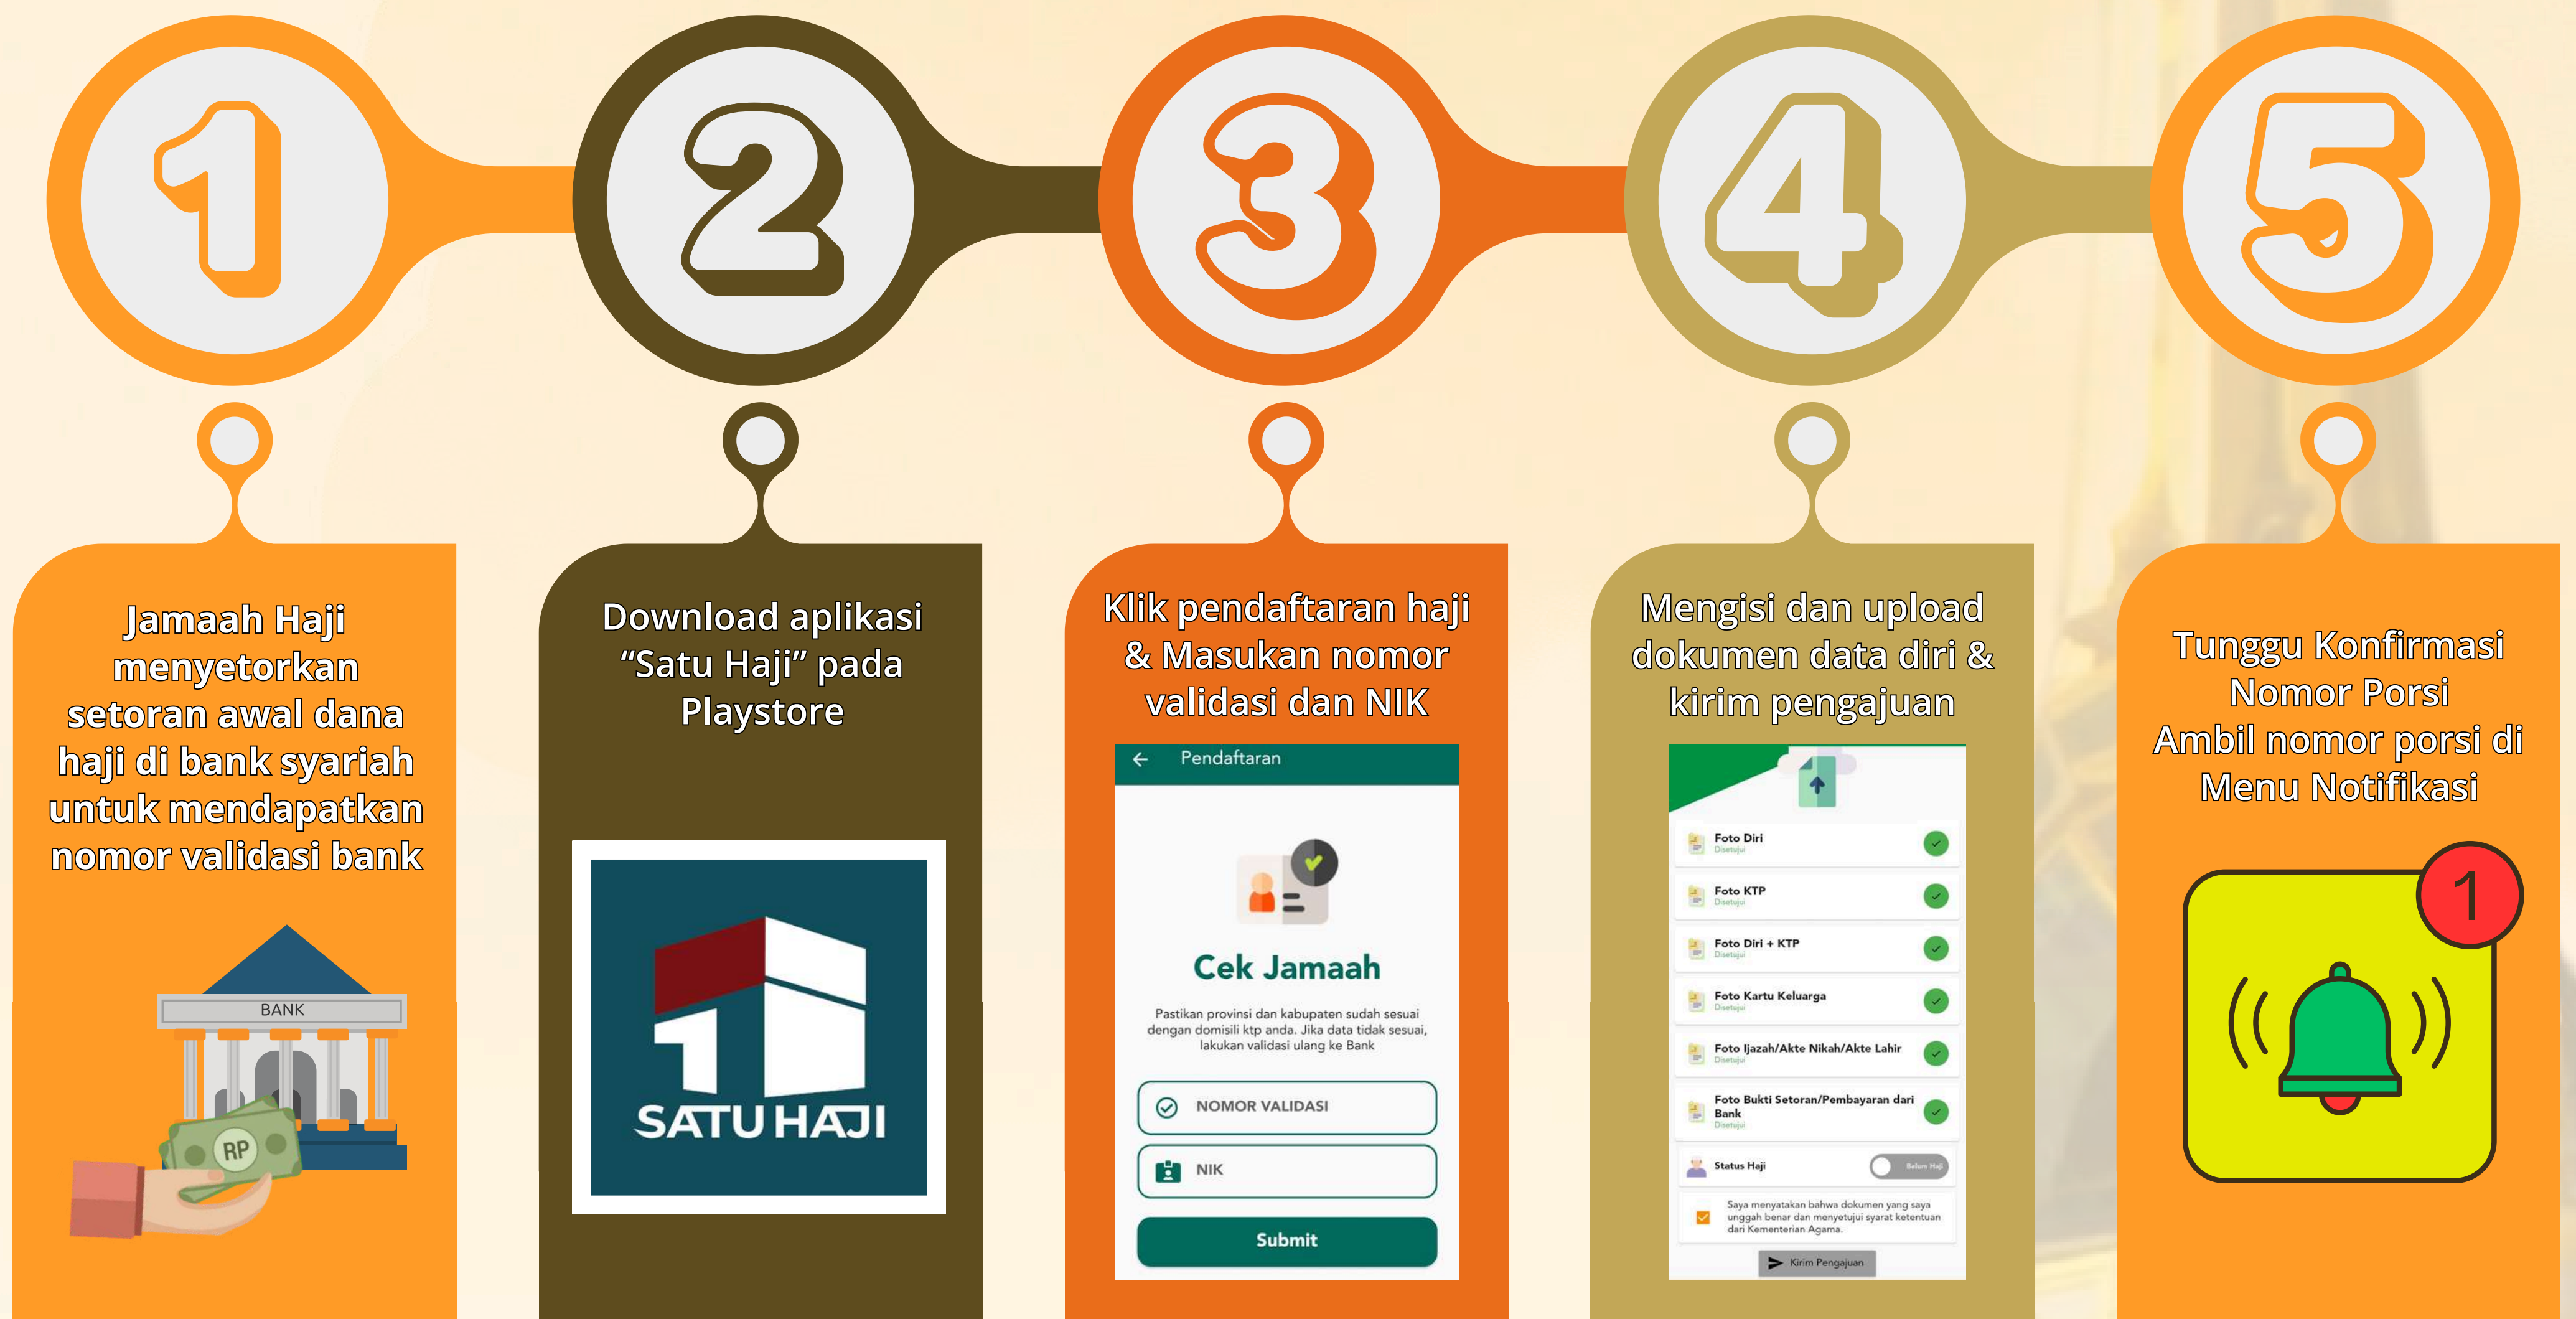 1
2
3
4
5
Jamaah Haji
menyetorkan
setoran awal dana
haji di bank syariah
untuk mendapatkan
nomor validasi bank
BANK
RP
Download aplikasi
“Satu Haji” pada
Playstore
SATU HAJI
Klik pendaftaran haji
& Masukan nomor
validasi dan NIK
Pendaftaran
Cek Jamaah
Pastikan provinsi dan kabupaten sudah sesuai
dengan domisili ktp anda. Jika data tidak sesuai,
lakukan validasi ulang ke Bank
NOMOR VALIDASI
NIK
Submit
Mengisi dan upload
dokumen data diri &
kirim pengajuan
Foto Diri
Disetujui
Foto KTP
Disetujui
Foto Diri + KTP
Disetujui
Foto Kartu Keluarga
Disetujui
Foto Ijazah/Akte Nikah/Akte Lahir
Disetujui
Foto Bukti Setoran/Pembayaran dari
Bank
Disetujui
Status Haji
Belum Haji
Saya menyatakan bahwa dokumen yang saya
unggah benar dan menyetujui syarat ketentuan
dari Kementerian Agama.
Kirim Pengajuan
Tunggu Konfirmasi
Nomor Porsi
Ambil nomor porsi di
Menu Notifikasi
1